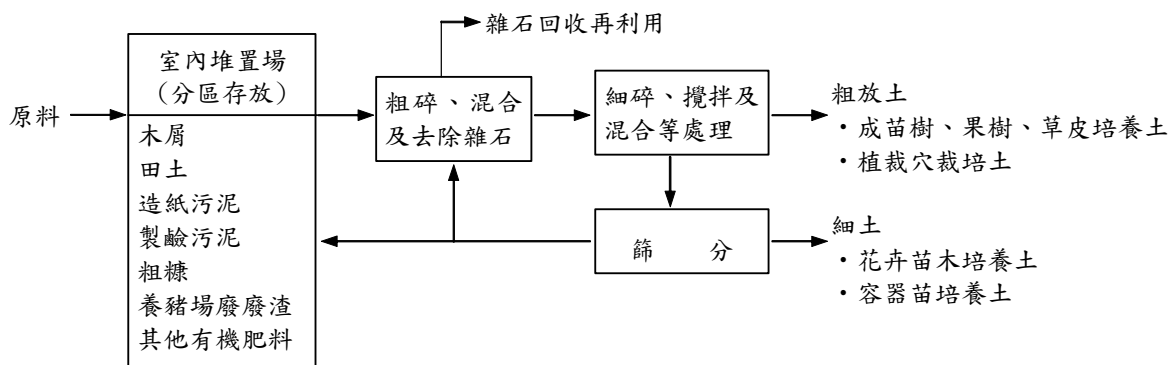 原料
室內堆置場
（分區存放）
木屑
田土
造紙污泥
製鹼污泥
粗糠
養豬場廢廢渣
其他有機肥料
雜石回收再利用
粗碎、混合
及去除雜石
細碎、攪拌及
混合等處理
粗放土
·成苗樹、果樹、草皮培養土
·植栽穴栽培土
篩分
細土
·花卉苗木培養土
·容器苗培養土